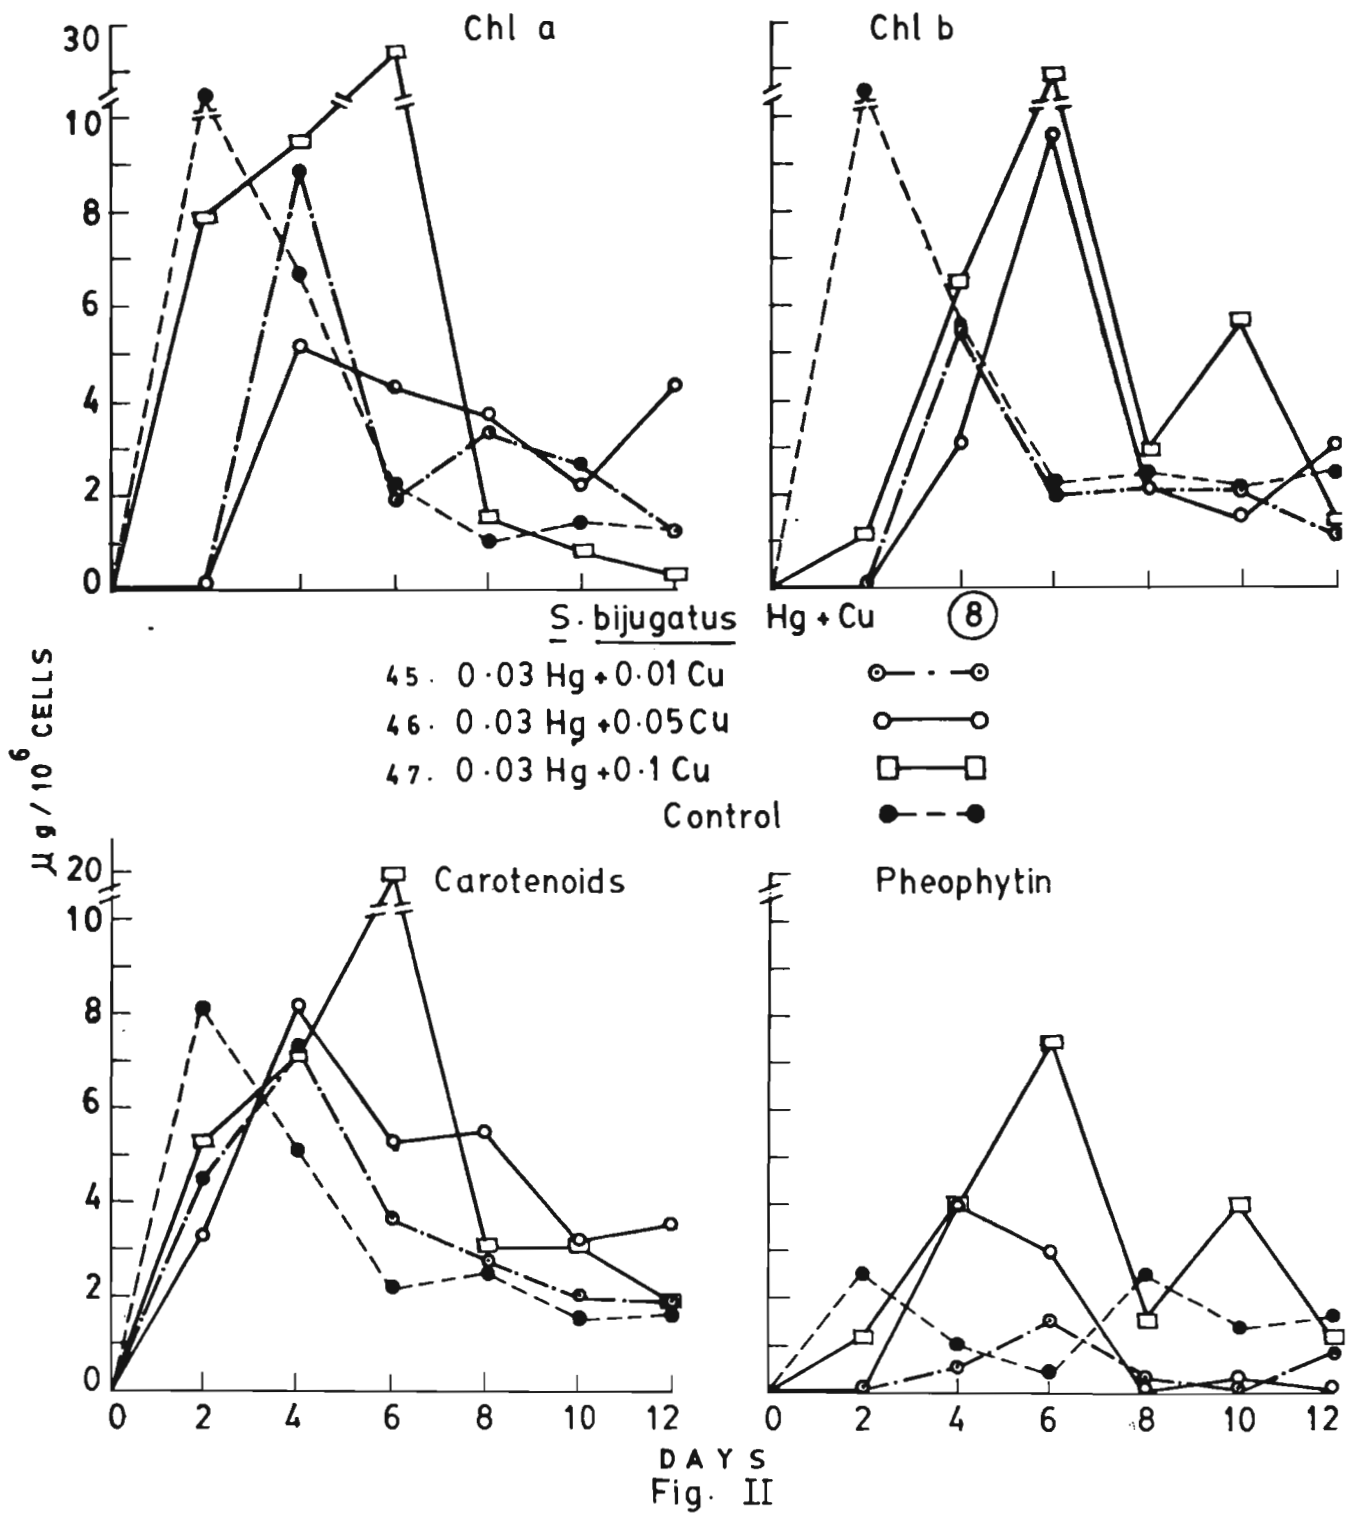 Chl a
Chl b
30
10
8
6
4
2
0
S. bijugatus Hg + Cu 8
45. 0.03 Hg + 0.01 Cu
46. 0.03 Hg + 0.05 Cu
47. 0.03 Hg + 0.1 Cu
Control
µg/10⁶ CELLS
Carotenoids
Pheophytin
20
10
8
6
4
2
0
0 2 4 6 8 10 12
0 2 4 6 8 10 12
DAYS
Fig. II